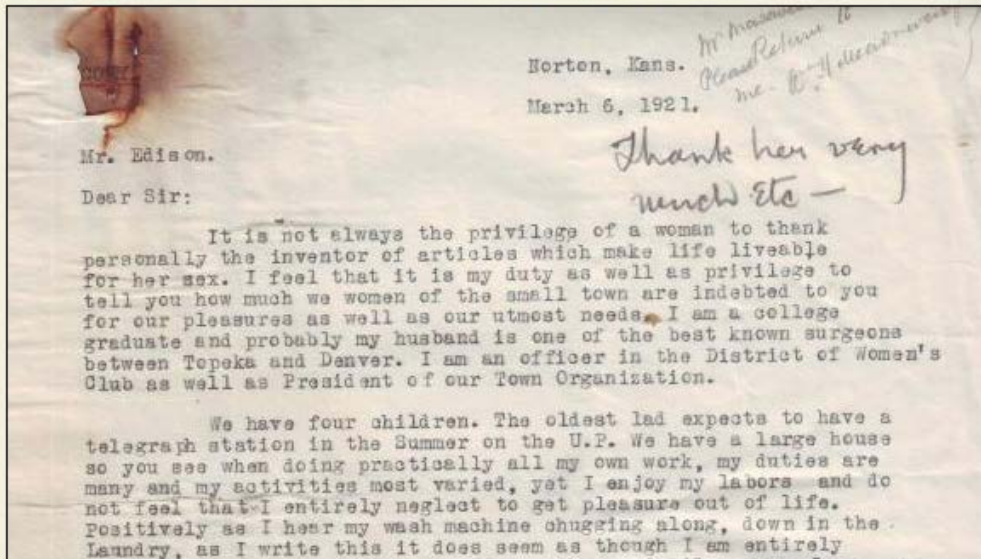 COPY
Mr
Please Return to
me.
Norton, Kans.
March 6, 1921.
Thank her very
much Etc —
Mr. Edison.
Dear Sir:
It is not always the privilege of a woman to thank
personally the inventor of articles which make life liveable
for her sex. I feel that it is my duty as well as privilege to
tell you how much we women of the small town are indebted to you
for our pleasures as well as our utmost needs. I am a college
graduate and probably my husband is one of the best known surgeons
between Topeka and Denver. I am an officer in the District of Women's
Club as well as President of our Town Organization.
We have four children. The oldest lad expects to have a
telegraph station in the Summer on the U.P. We have a large house
so you see when doing practically all my own work, my duties are
many and my activities most varied, yet I enjoy my labors and do
not feel that I entirely neglect to get pleasure out of life.
Positively as I hear my wash machine chugging along, down in the
Laundry, as I write this it does seem as though I am entirely